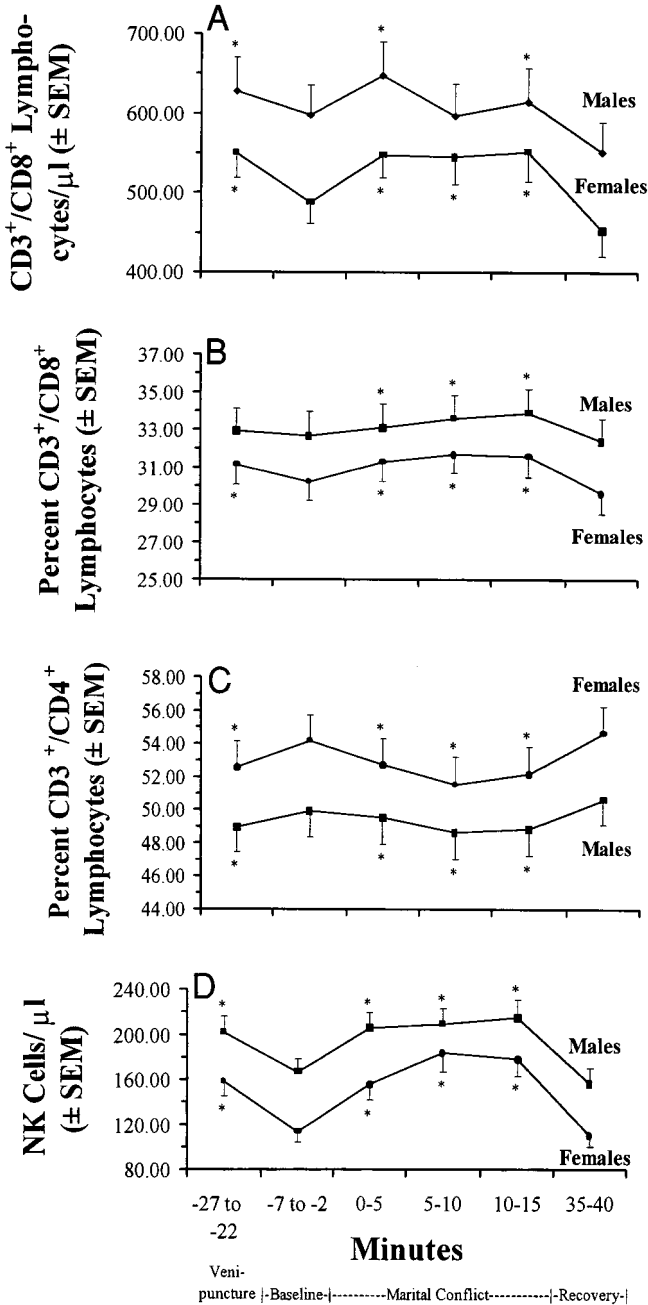 A
CD3+/CD8+ Lympho-
cytes/µl (± SEM)
700.00
600.00
500.00
400.00
*
*
*
*
*
*
*
Males
Females
B
Percent CD3+/CD8+
Lymphocytes (± SEM)
37.00
35.00
33.00
31.00
29.00
27.00
25.00
*
*
*
*
*
*
*
Males
Females
C
Percent CD3 +/CD4+
Lymphocytes (± SEM)
58.00
56.00
54.00
52.00
50.00
48.00
46.00
44.00
*
*
*
*
*
*
*
*
Females
Males
D
NK Cells/ µl
(± SEM)
240.00
200.00
160.00
120.00
80.00
*
*
*
*
*
*
*
*
Males
Females
-27 to -22
-7 to -2
0-5
5-10
10-15
35-40
Minutes
Veni-
puncture |-Baseline-|--------Marital Conflict-----------|-Recovery-|